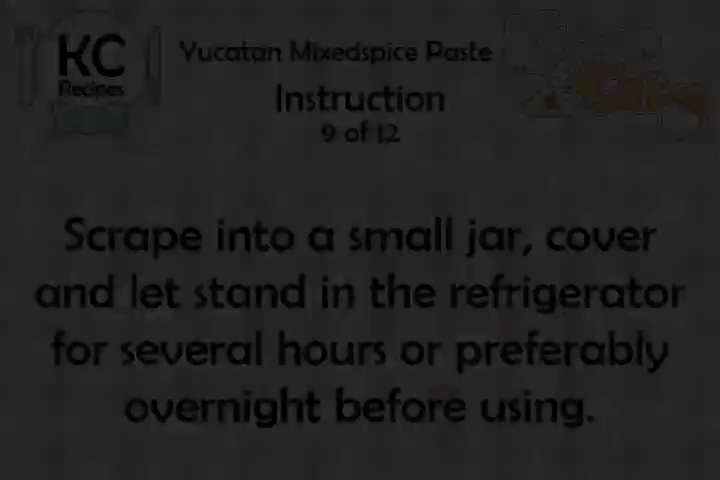 KC
Recipes
Yucatan Mixedspice Paste
Instruction
9 of 12
Scrape into a small jar, cover
and let stand in the refrigerator
for several hours or preferably
overnight before using.